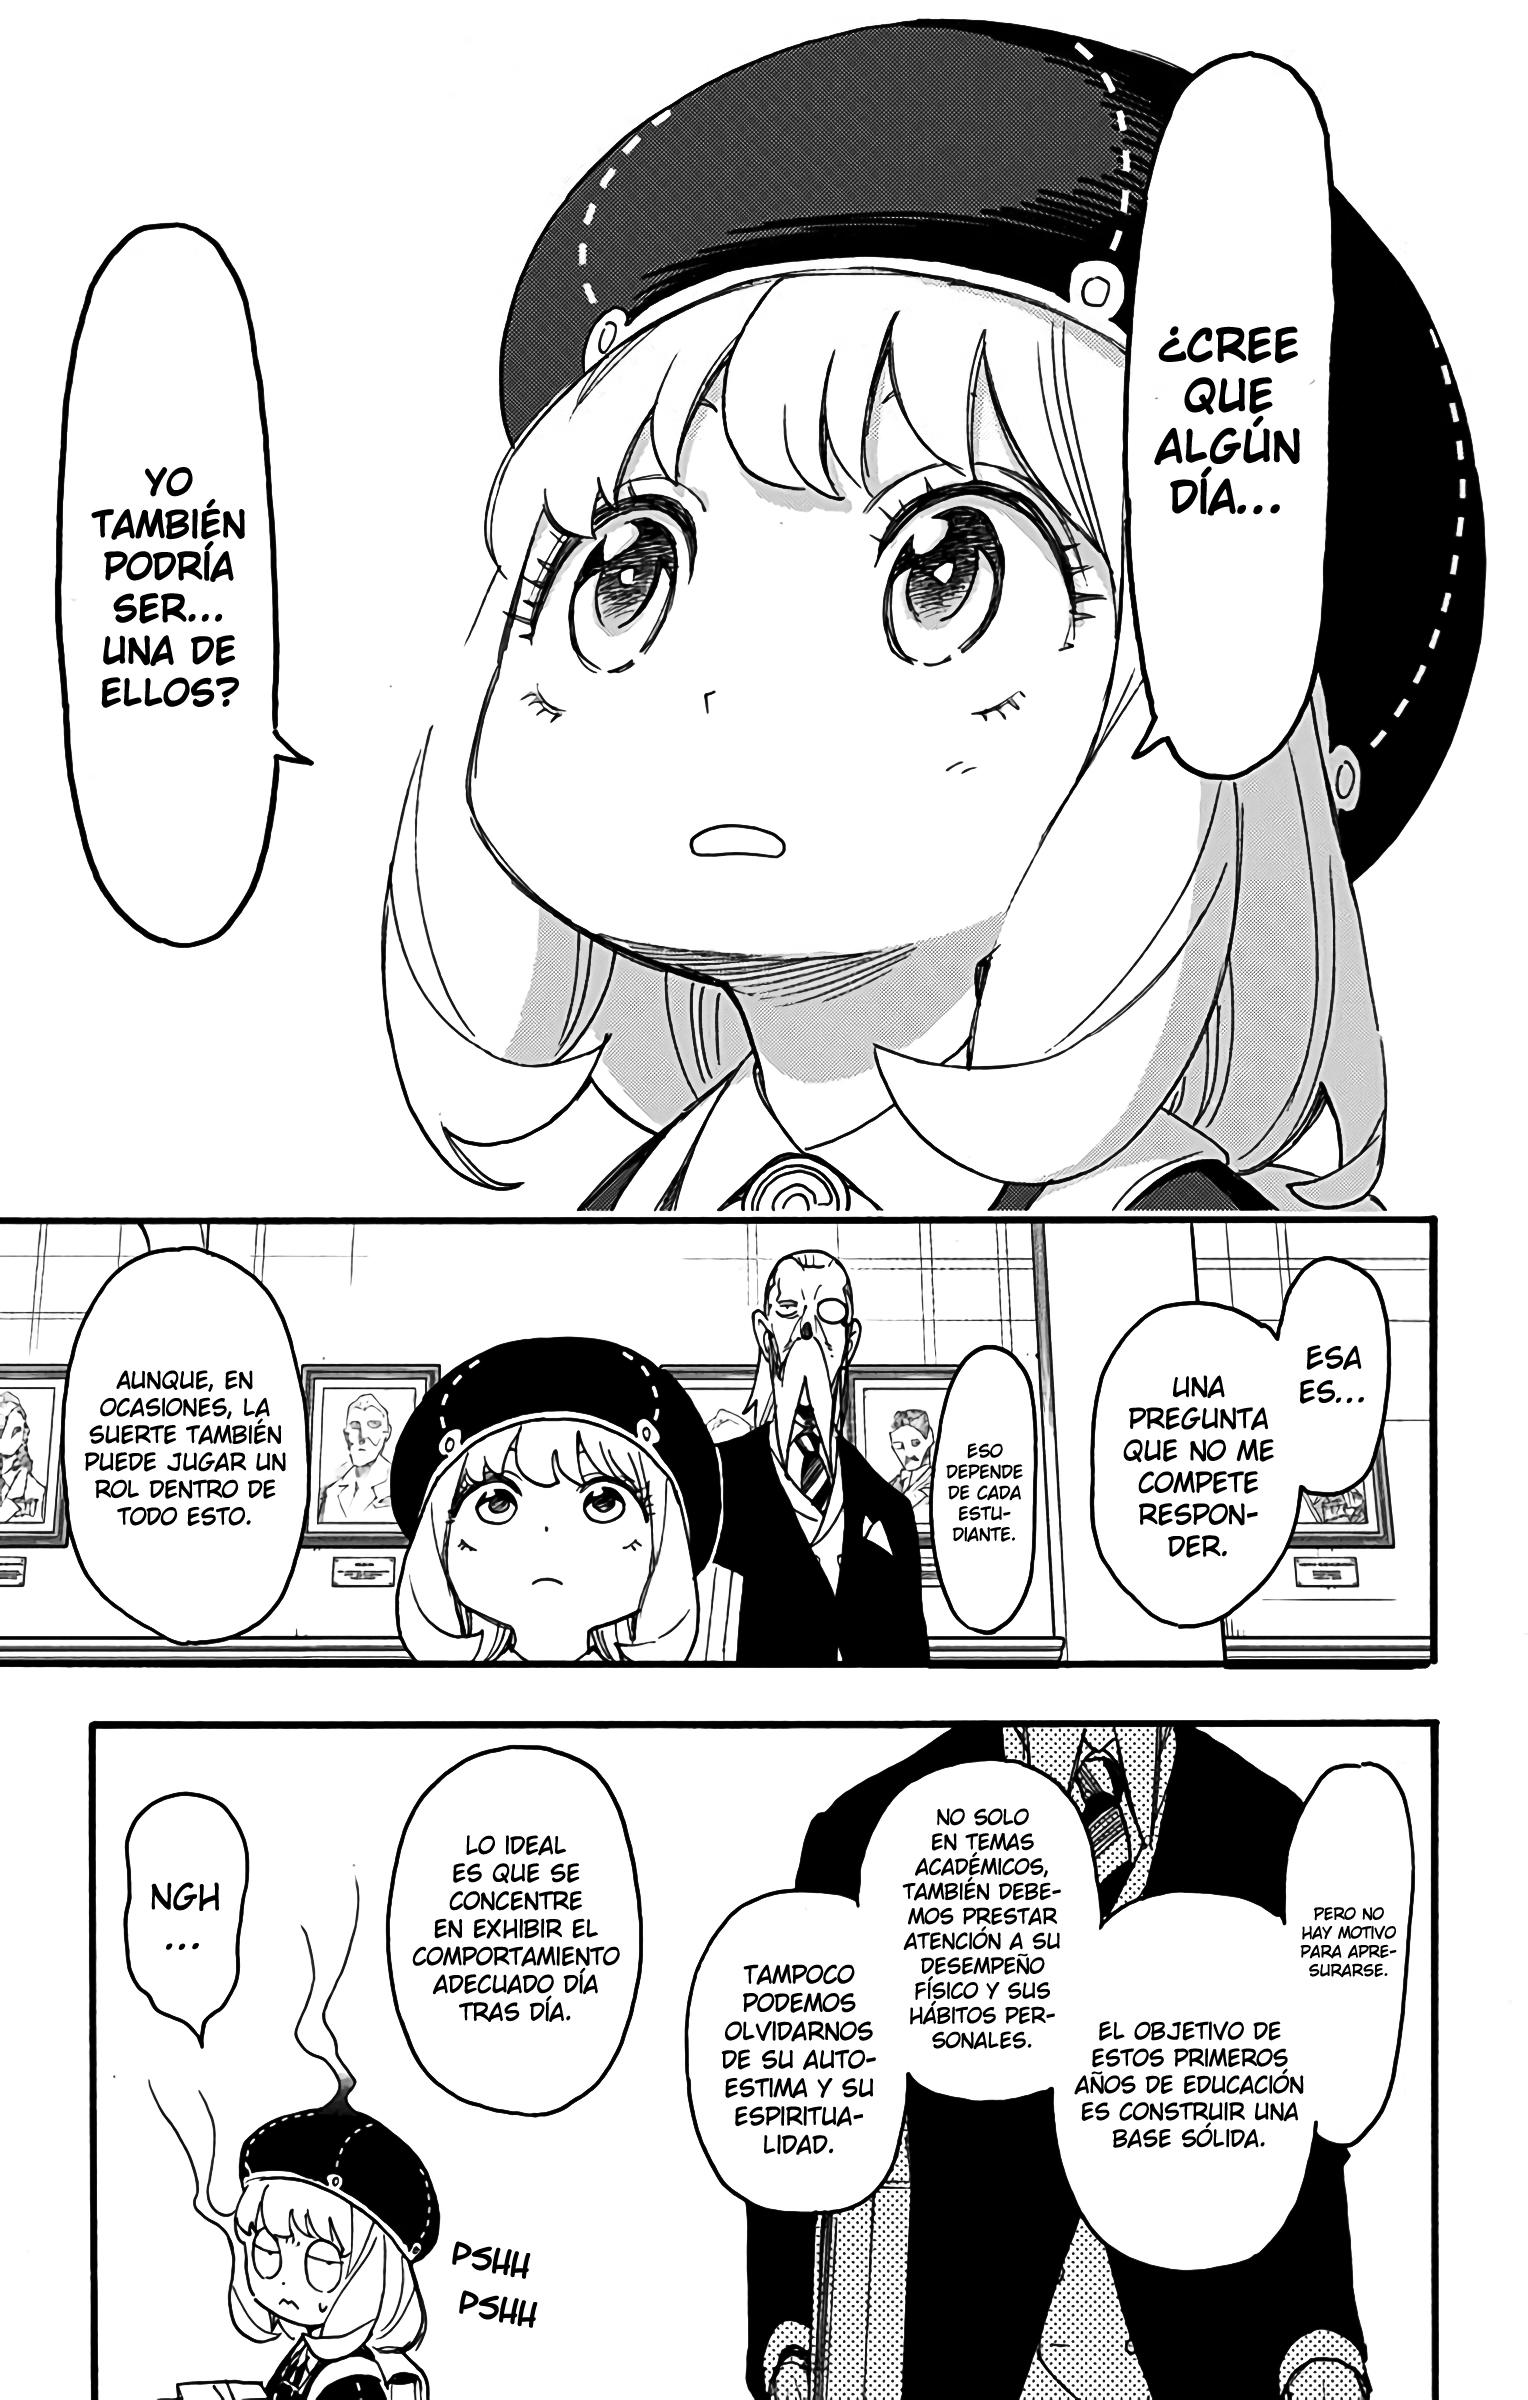 ¿CREE
QUE
ALGÚN
DÍA...
YO
TAMBIÉN
PODRÍA
SER...
UNA DE
ELLOS?
ESA
ES...
UNA
PREGUNTA
QUE NO ME
COMPETE
RESPON-
DER.
ESO
DEPENDE
DE CADA
ESTU-
DIANTE.
AUNQUE, EN
OCASIONES, LA
SUERTE TAMBIÉN
PUEDE JUGAR UN
ROL DENTRO DE
TODO ESTO.
PERO NO
HAY MOTIVO
PARA APRE-
SURARSE.
EL OBJETIVO DE
ESTOS PRIMEROS
AÑOS DE EDUCACIÓN
ES CONSTRUIR UNA
BASE SÓLIDA.
NO SOLO
EN TEMAS
ACADÉMICOS,
TAMBIÉN DEBE-
MOS PRESTAR
ATENCIÓN A SU
DESEMPEÑO
FÍSICO Y SUS
HÁBITOS PER-
SONALES.
TAMPOCO
PODEMOS
OLVIDARNOS
DE SU AUTO-
ESTIMA Y SU
ESPIRITUA-
LIDAD.
LO IDEAL
ES QUE SE
CONCENTRE
EN EXHIBIR EL
COMPORTAMIENTO
ADECUADO DÍA
TRAS DÍA.
NGH
...
PSHH
PSHH